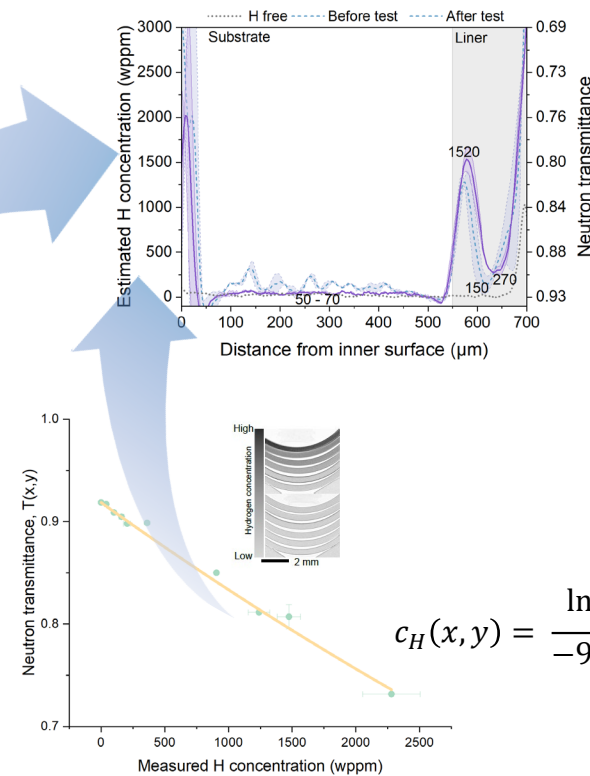 H free Before test After test
Substrate
Liner
Estimated H concentration (wppm)
3000
2500
2000
1500
1000
500
0
Neutron transmittance
0.69
0.73
0.76
0.80
0.84
0.88
0.93
1520
150
270
50 - 70
0 100 200 300 400 500 600 700
Distance from inner surface (µm)
Neutron transmittance, T(x,y)
1.0
0.9
0.8
0.7
0 500 1000 1500 2000 2500
Measured H concentration (wppm)
High
Hydrogen concentration
Low
2 mm
c_H(x, y) = ln
−9